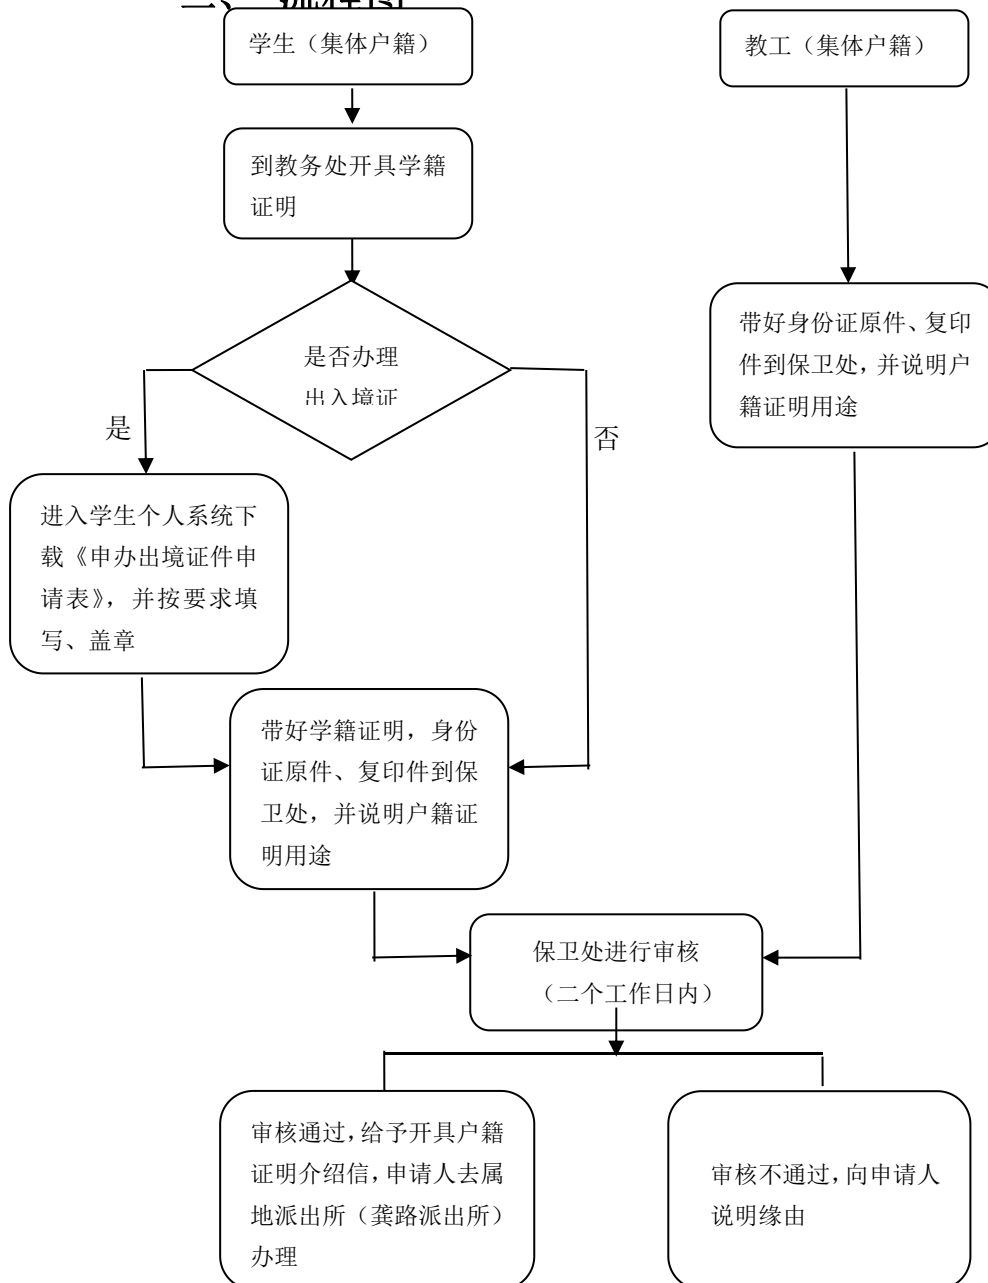 学生（集体户籍）
教工（集体户籍）
到教务处开具学籍
证明
是否办理
出入境证
是
否
带好身份证原件、复印
件到保卫处，并说明户
籍证明用途
进入学生个人系统下
载《申办出境证件申
请表》，并按要求填
写、盖章
带好学籍证明，身份
证原件、复印件到保
卫处，并说明户籍证
明用途
保卫处进行审核
（二个工作日内）
审核通过，给予开具户籍
证明介绍信，申请人去属
地派出所（龚路派出所）
办理
审核不通过，向申请人
说明缘由